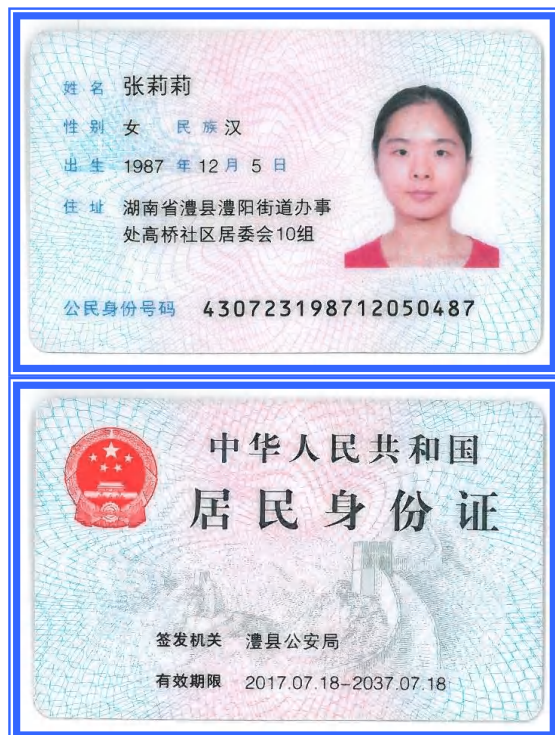 姓名 张莉莉
性别 女 民族 汉
出生 1987 年 12 月 5 日
住址 湖南省澧县澧阳街道办事
处高桥社区居委会10组
公民身份号码 430723198712050487
中华人民共和国
居民身份证
签发机关 澧县公安局
有效期限 2017.07.18-2037.07.18